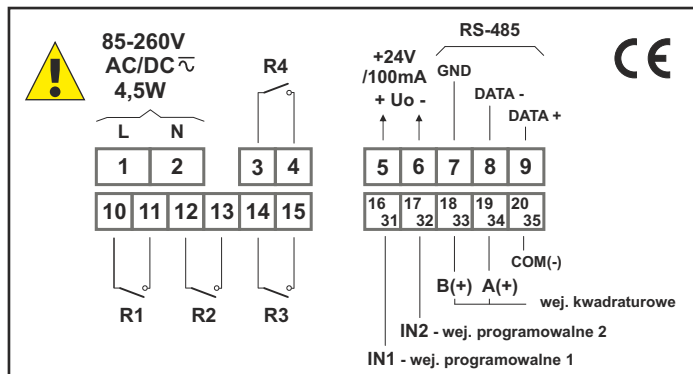 85-260V
AC/DC
4,5W
L N
R4
+24V
/100mA
+ Uo -
RS-485
GND
DATA -
DATA +
CE
1 2 3 4 5 6 7 8 9
10 11 12 13 14 15
16 17 18 19 20
31 32 33 34 35
COM(-)
B(+) A(+)
wej. kwadraturowe
R1 R2 R3
IN2 - wej. programowalne 2
IN1 - wej. programowalne 1